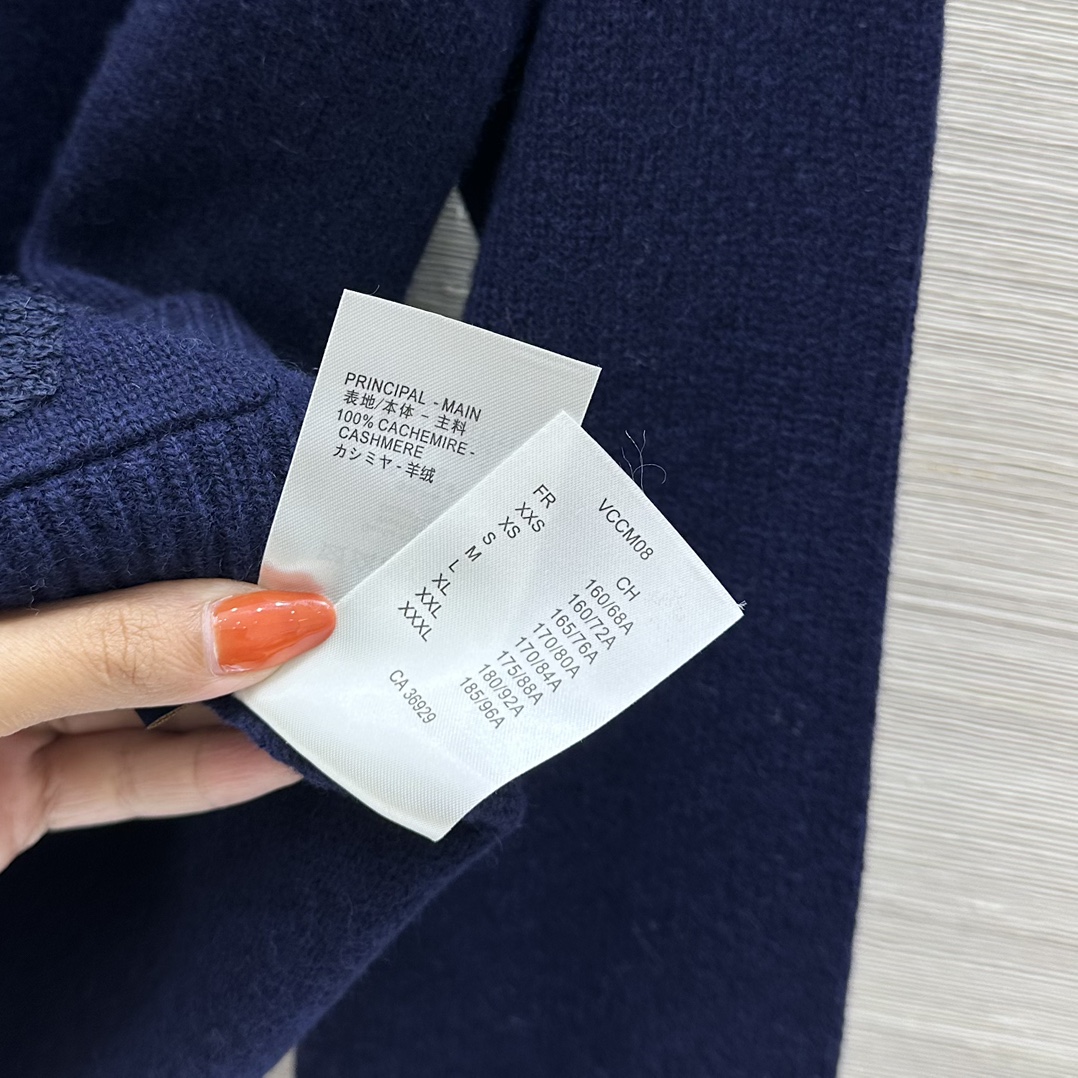 PRINCIPAL - MAIN
表地/本体 - 主料
100% CACHEMIRE -
CASHMERE
カシミヤ - 羊绒
VCCM08
FR
XXS
XS
S
M
L
XL
XXL
XXXL
CH
160/68A
160/72A
165/76A
170/80A
170/84A
175/88A
180/92A
185/96A
CA 36929